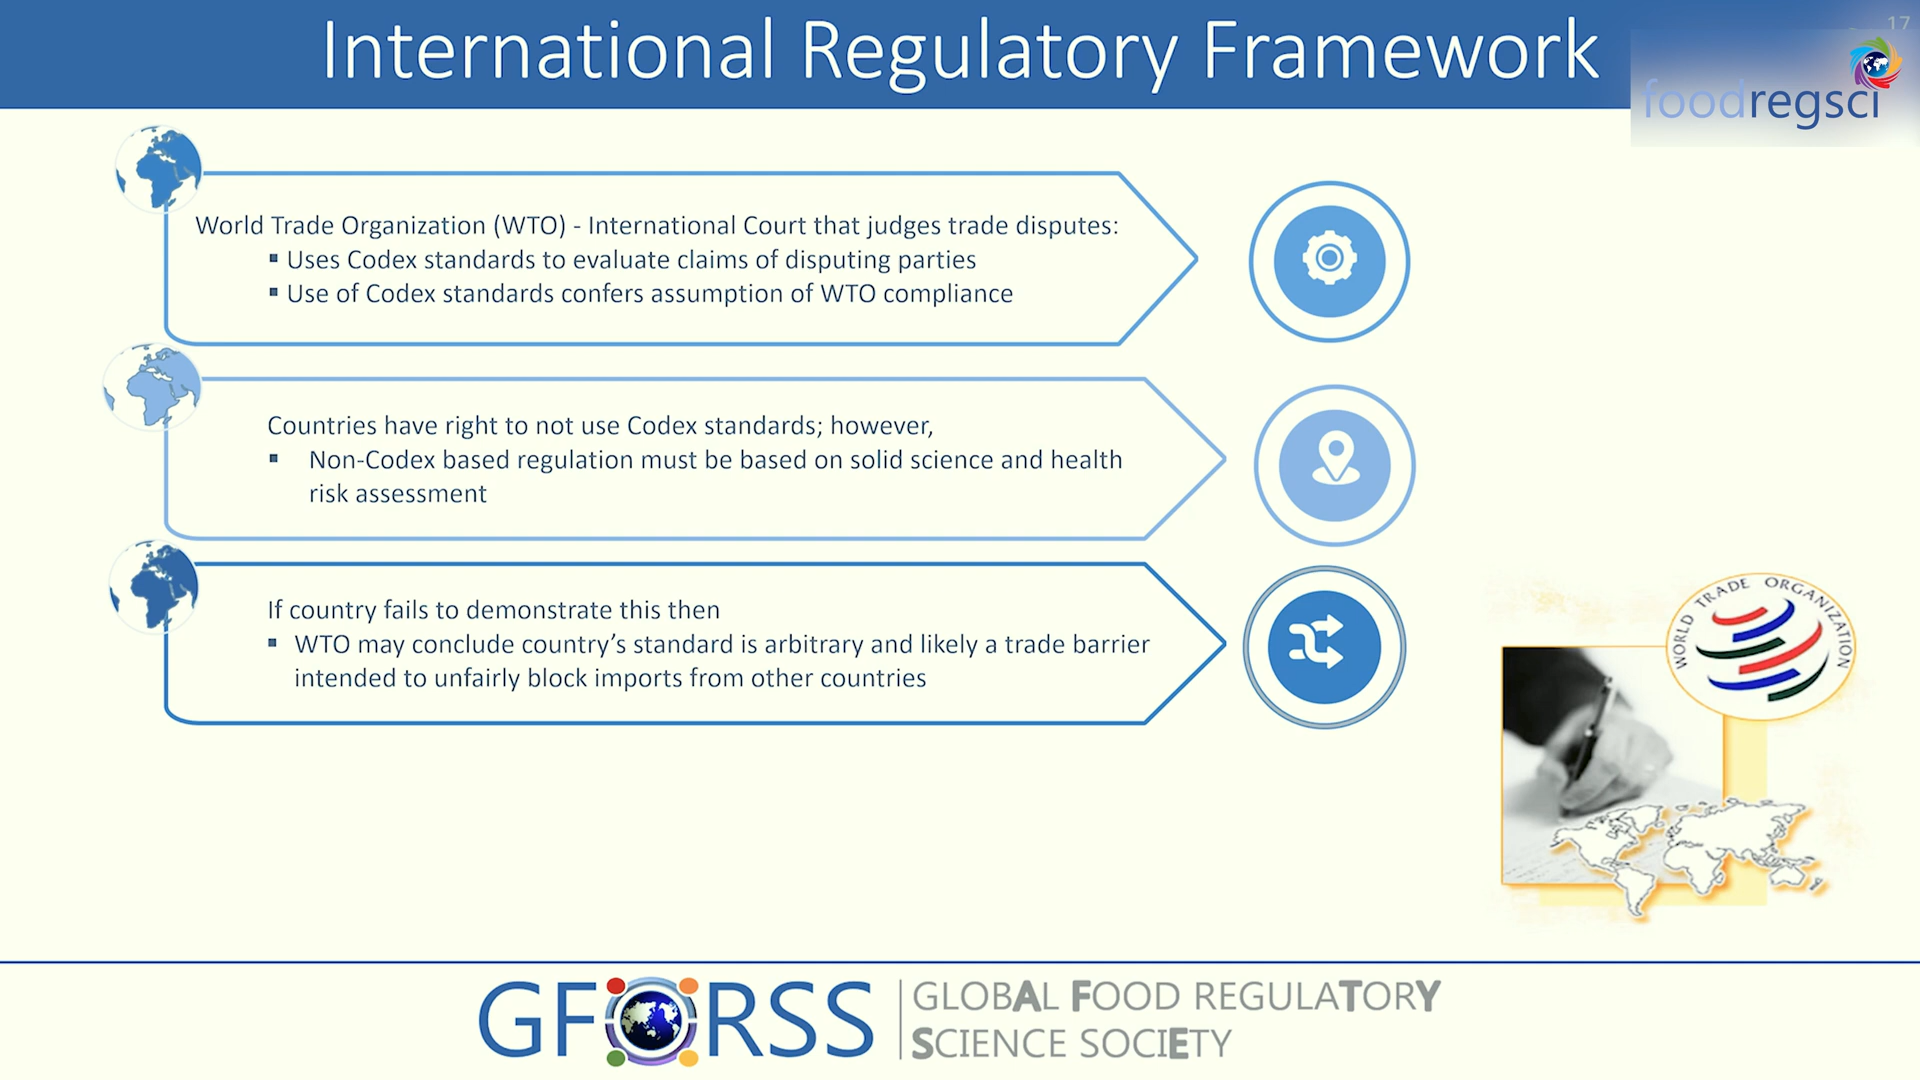 International Regulatory Framework
17
foodregsci
World Trade Organization (WTO) - International Court that judges trade disputes:
▪ Uses Codex standards to evaluate claims of disputing parties
▪ Use of Codex standards confers assumption of WTO compliance
Countries have right to not use Codex standards; however,
▪ Non-Codex based regulation must be based on solid science and health
risk assessment
If country fails to demonstrate this then
▪ WTO may conclude country’s standard is arbitrary and likely a trade barrier
intended to unfairly block imports from other countries
WORLD TRADE ORGANIZATION
GFORSS
GLOBAL FOOD REGULATORY
SCIENCE SOCIETY